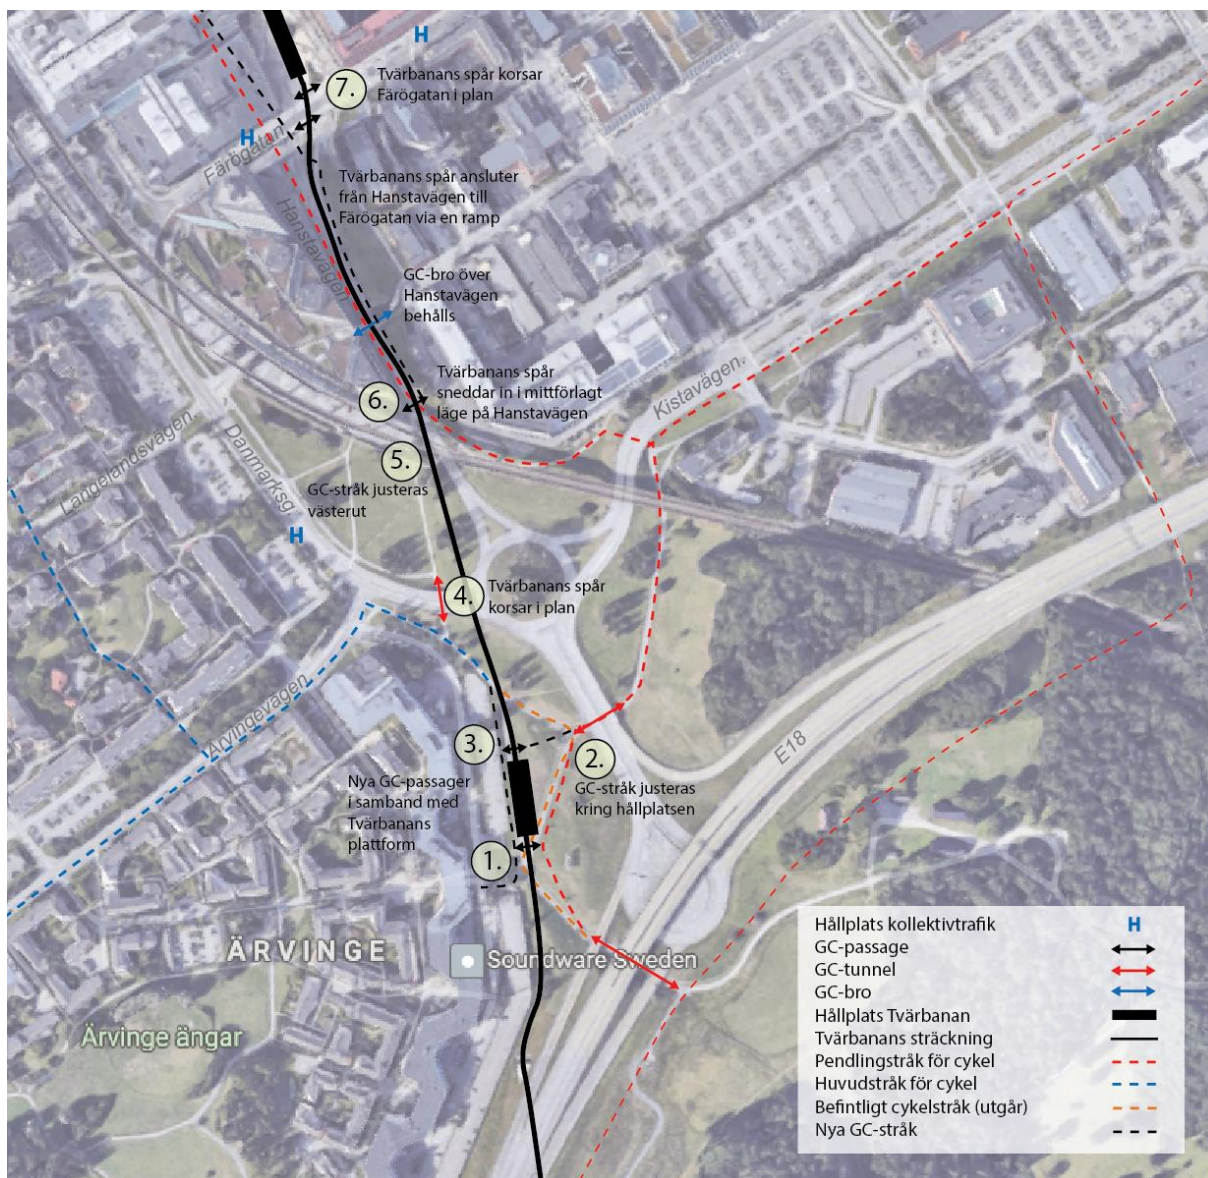 H
7.
Tvärbanans spår korsar
Färögatan i plan
H
Färögatan.
Tvärbanans spår ansluter
från Hanstavägen till
Färögatan via en ramp
Hanstavägen
GC-bro över
Hanstavägen
behålls
Tvärbanans spår
sneddar in i mittförlagt
läge på Hanstavägen
6.
Kistavägen.
Langelandsvägen.
Danmarksg.
5.
GC-stråk justeras
västerut
H
4.
Tvärbanans spår
korsar i plan
Ärvingevägen
3.
2.
E18
GC-stråk justeras
kring hållplatsen
Nya GC-passager
i samband med
Tvärbanans
plattform
1.
ÄRVINGE
Soundware Sweden
Ärvinge ängar
Hållplats kollektivtrafik H
GC-passage
GC-tunnel
GC-bro
Hållplats Tvärbanan
Tvärbanans sträckning
Pendlingstråk för cykel
Huvudstråk för cykel
Befintligt cykelstråk (utgår)
Nya GC-stråk